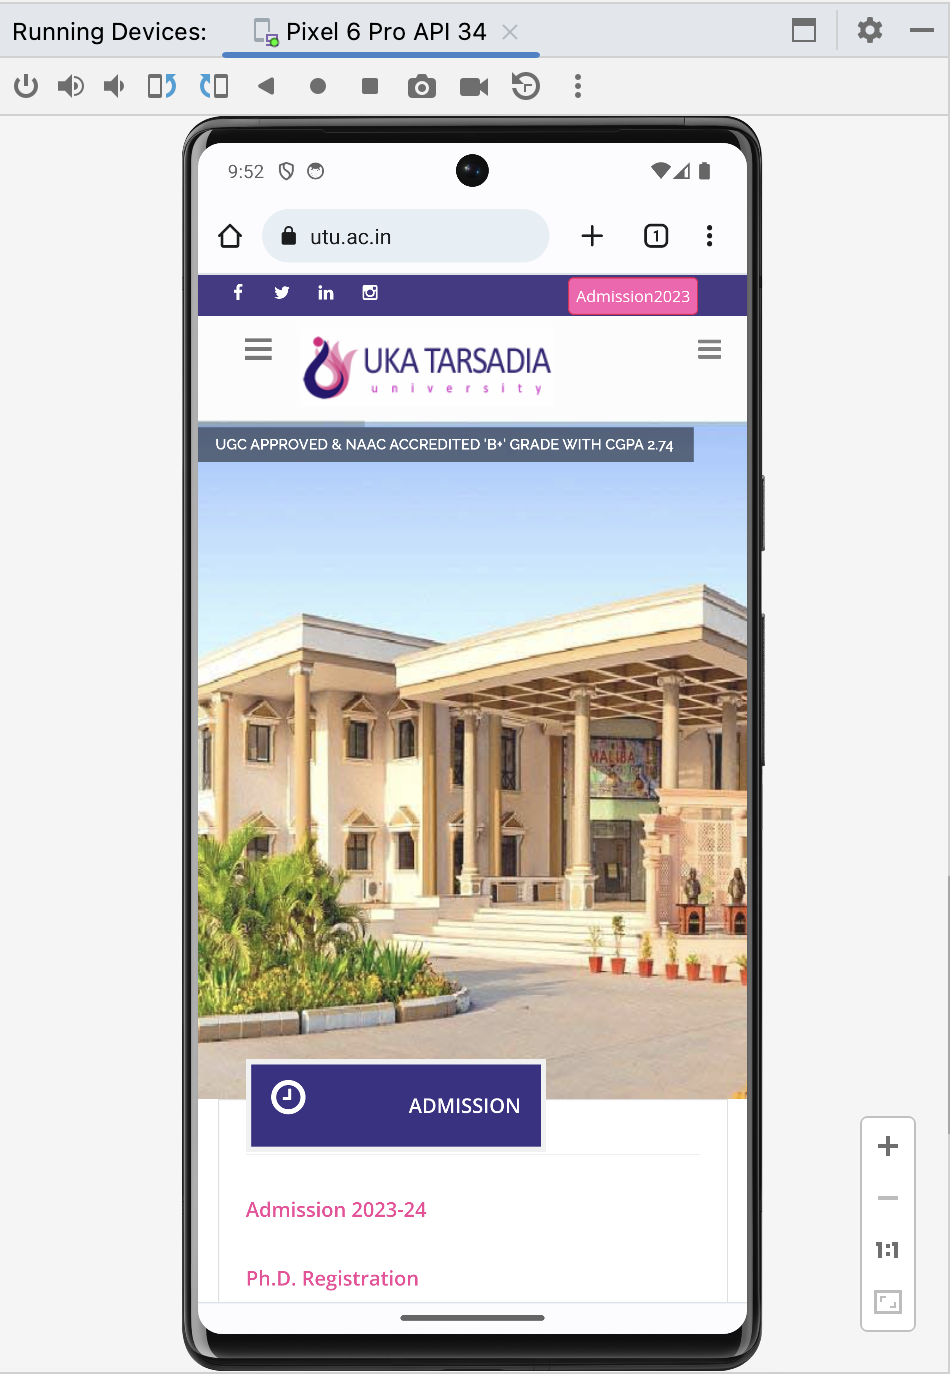 Running Devices: Pixel 6 Pro API 34
9:52
utu.ac.in
1
Admission2023
UKA TARSADIA
university
UGC APPROVED & NAAC ACCREDITED 'B+' GRADE WITH CGPA 2.74
MALIBA
ADMISSION
Admission 2023-24
Ph.D. Registration
1:1